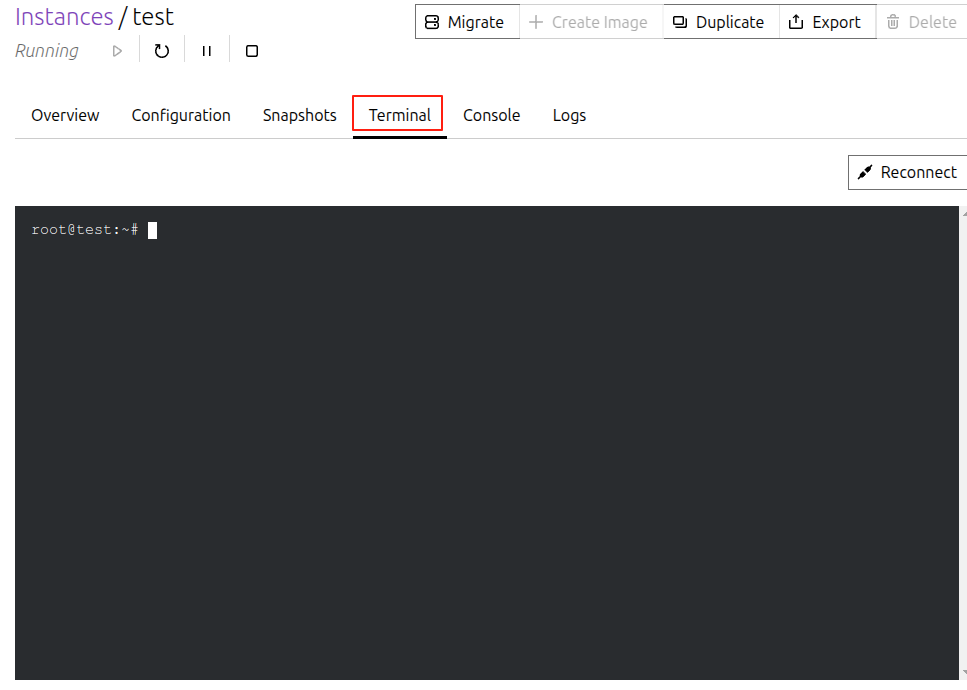 Instances / test
Migrate
Create Image
Duplicate
Export
Delete
Running
Overview
Configuration
Snapshots
Terminal
Console
Logs
Reconnect
root@test:~#